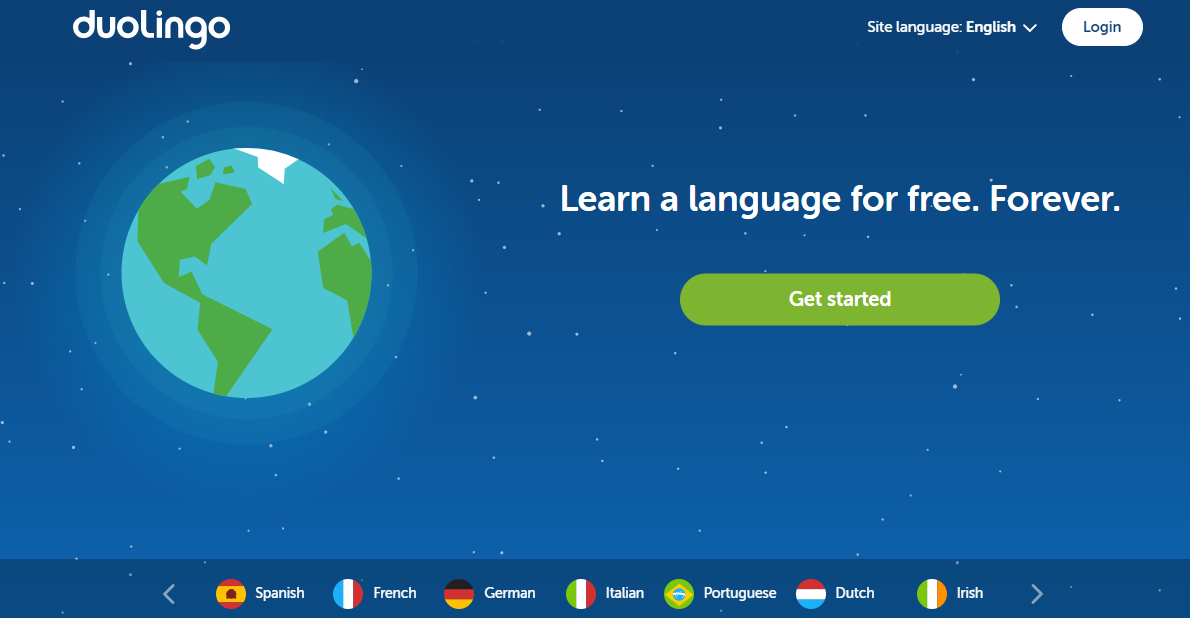 duolingo
Site language: English
Login
Learn a language for free. Forever.
Get started
Spanish French German Italian Portuguese Dutch Irish